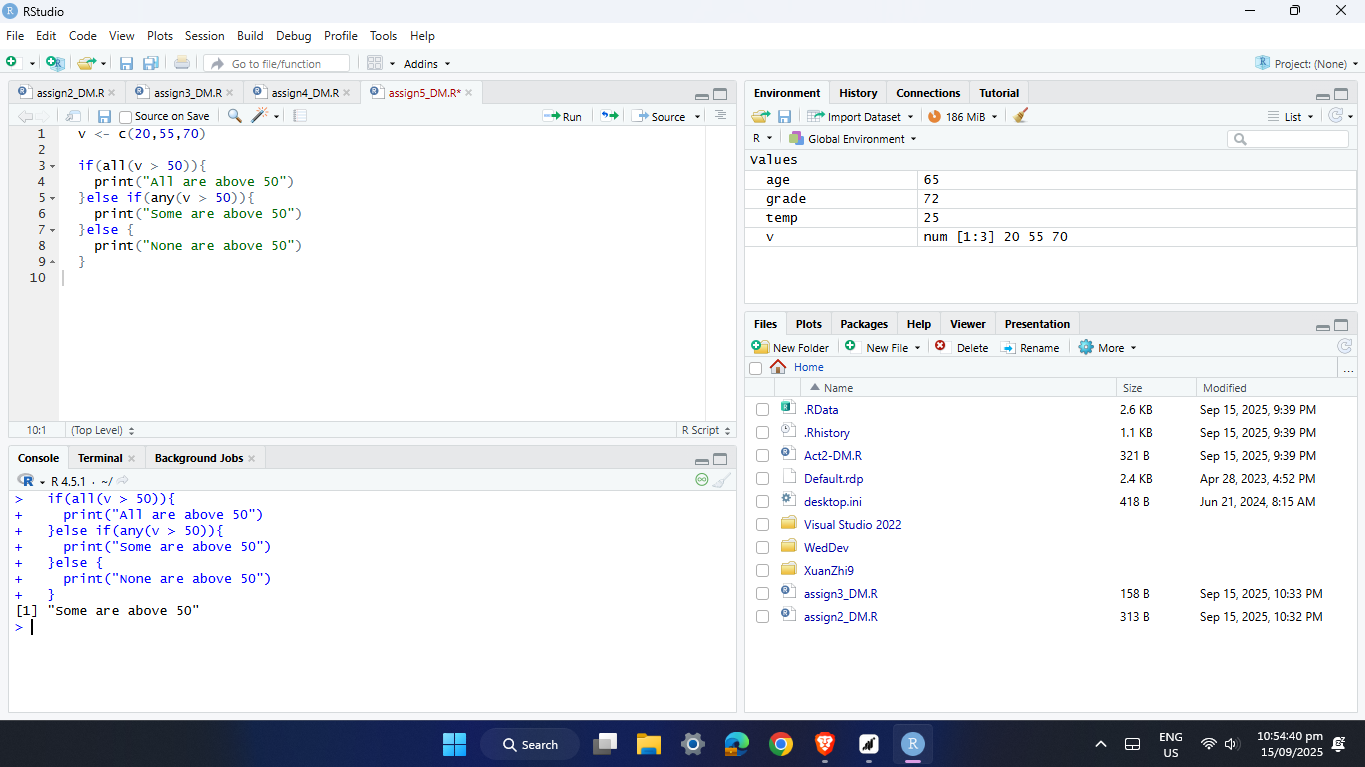 RStudio
File Edit Code View Plots Session Build Debug Profile Tools Help
Go to file/function Addins Project: (None)
assign2_DM.R assign3_DM.R assign4_DM.R assign5_DM.R*
Source on Save Run Source
1 v <- c(20,55,70)
2
3 if(all(v > 50)){
4 print("All are above 50")
5 }else if(any(v > 50)){
6 print("Some are above 50")
7 }else {
8 print("None are above 50")
9 }
10
10:1 (Top Level) R Script
Console Terminal Background Jobs
R 4.5.1 · ~/
> if(all(v > 50)){
+ print("All are above 50")
+ }else if(any(v > 50)){
+ print("Some are above 50")
+ }else {
+ print("None are above 50")
+ }
[1] "Some are above 50"
>
Environment History Connections Tutorial
Import Dataset 186 MiB List
R Global Environment
Values
age 65
grade 72
temp 25
v num [1:3] 20 55 70
Files Plots Packages Help Viewer Presentation
New Folder New File Delete Rename More
Home ...
Name Size Modified
.RData 2.6 KB Sep 15, 2025, 9:39 PM
.Rhistory 1.1 KB Sep 15, 2025, 9:39 PM
Act2-DM.R 321 B Sep 15, 2025, 9:39 PM
Default.rdp 2.4 KB Apr 28, 2023, 4:52 PM
desktop.ini 418 B Jun 21, 2024, 8:15 AM
Visual Studio 2022
WedDev
XuanZhi9
assign3_DM.R 158 B Sep 15, 2025, 10:33 PM
assign2_DM.R 313 B Sep 15, 2025, 10:32 PM
Search
ENG
US
10:54:40 pm
15/09/2025